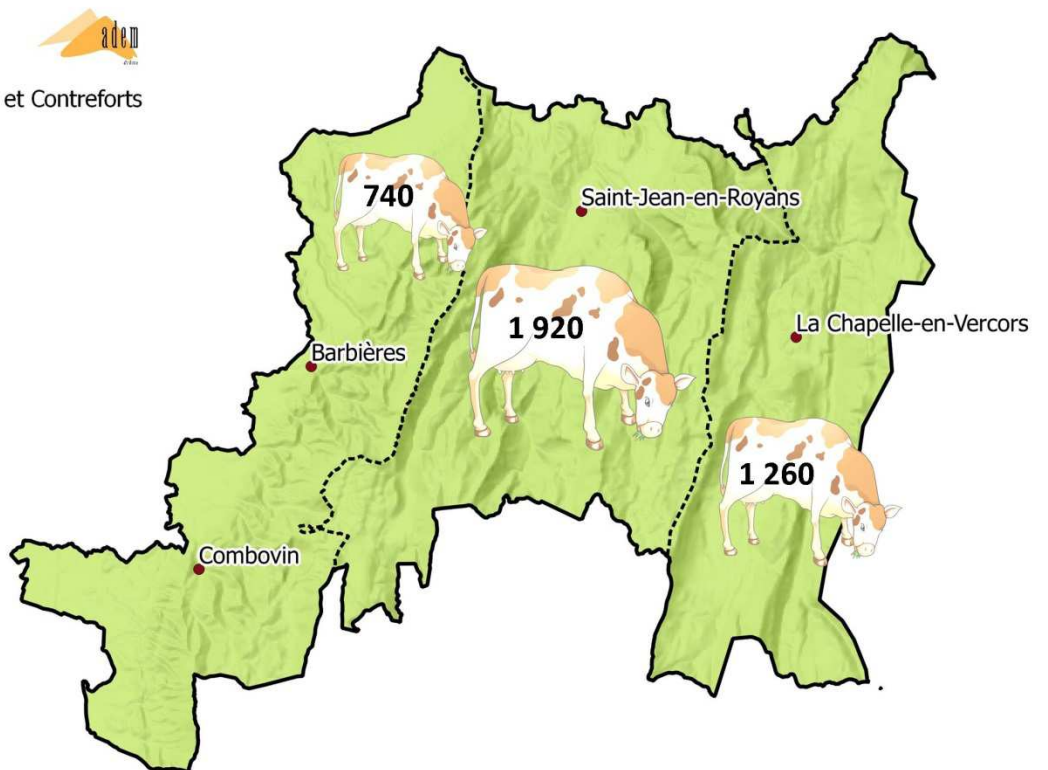 adem
et Contreforts
740
Saint-Jean-en-Royans
1 920
La Chapelle-en-Vercors
Barbières
1 260
Combovin